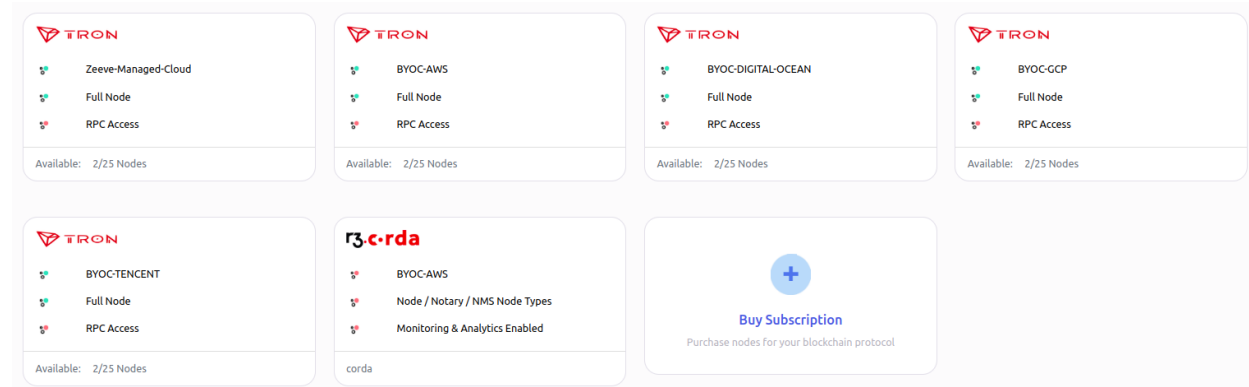 TRON
Zeeve-Managed-Cloud
Full Node
RPC Access
Available: 2/25 Nodes
TRON
BYOC-AWS
Full Node
RPC Access
Available: 2/25 Nodes
TRON
BYOC-DIGITAL-OCEAN
Full Node
RPC Access
Available: 2/25 Nodes
TRON
BYOC-GCP
Full Node
RPC Access
Available: 2/25 Nodes
TRON
BYOC-TENCENT
Full Node
RPC Access
Available: 2/25 Nodes
r3.c•rda
BYOC-AWS
Node / Notary / NMS Node Types
Monitoring & Analytics Enabled
corda
Buy Subscription
Purchase nodes for your blockchain protocol